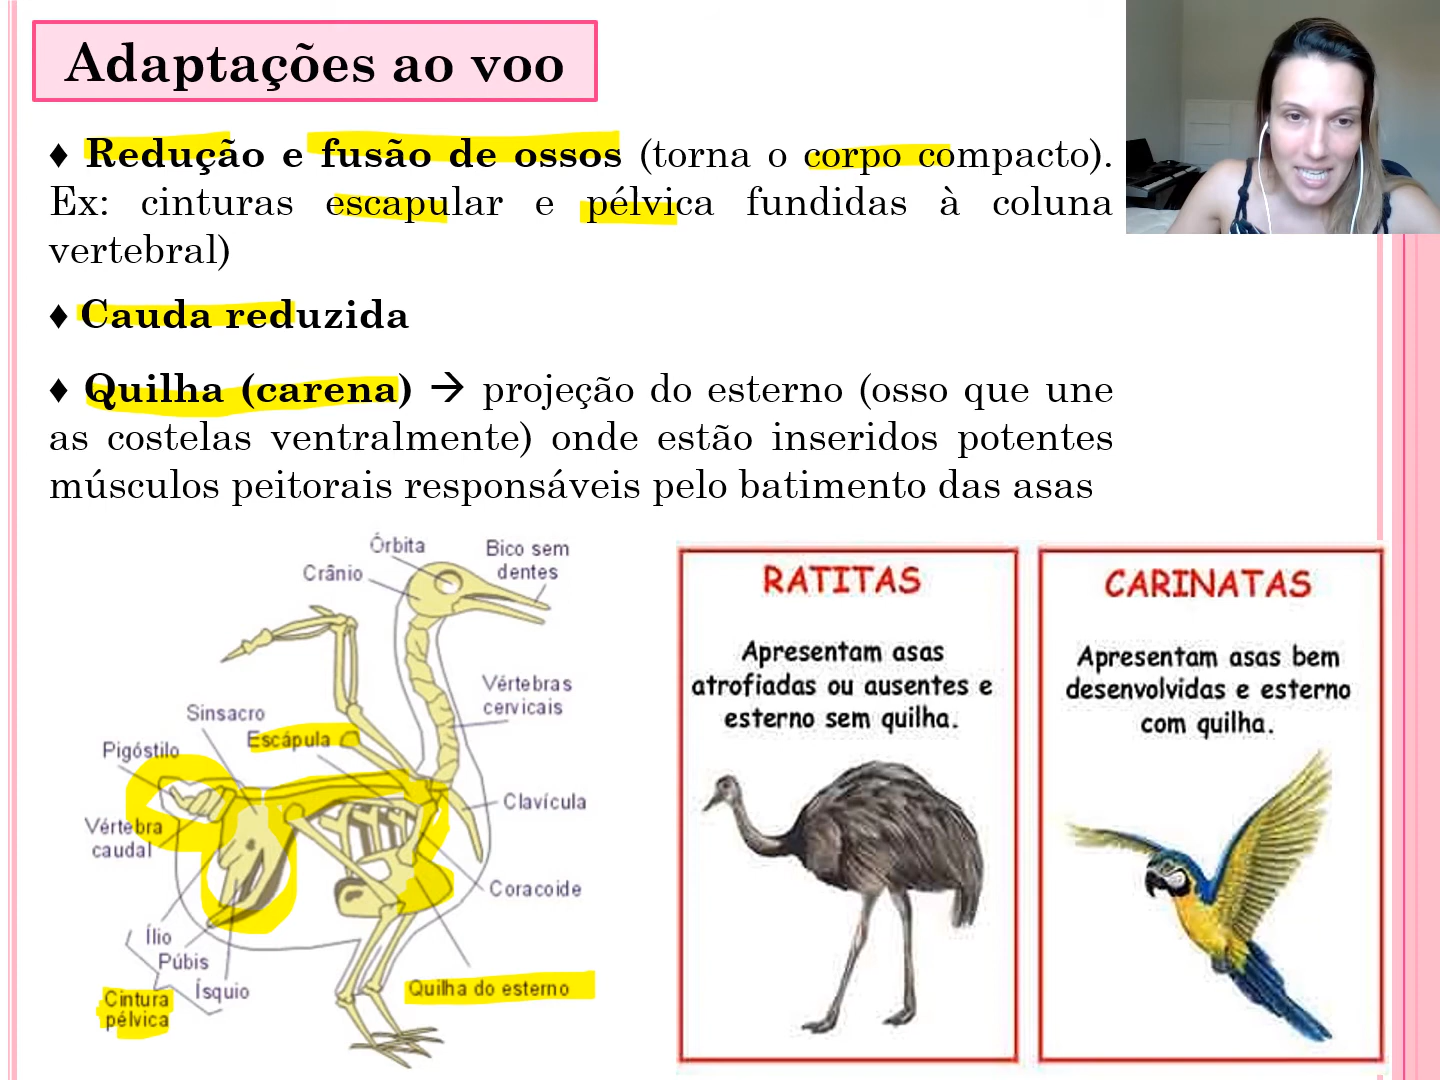 Adaptações ao voo
♦ Redução e fusão de ossos (torna o corpo compacto).
Ex: cinturas escapular e pélvica fundidas à coluna
vertebral)
♦ Cauda reduzida
♦ Quilha (carena) → projeção do esterno (osso que une
as costelas ventralmente) onde estão inseridos potentes
músculos peitorais responsáveis pelo batimento das asas
Órbita
Bico sem
dentes
Crânio
Vértebras
cervicais
Sinsacro
Escápula
Pigóstilo
Clavícula
Vértebra
caudal
Coracoide
Ílio
Púbis
Ísquio
Cintura
pélvica
Quilha do esterno
RATITAS
Apresentam asas
atrofiadas ou ausentes e
esterno sem quilha.
CARINATAS
Apresentam asas bem
desenvolvidas e esterno
com quilha.